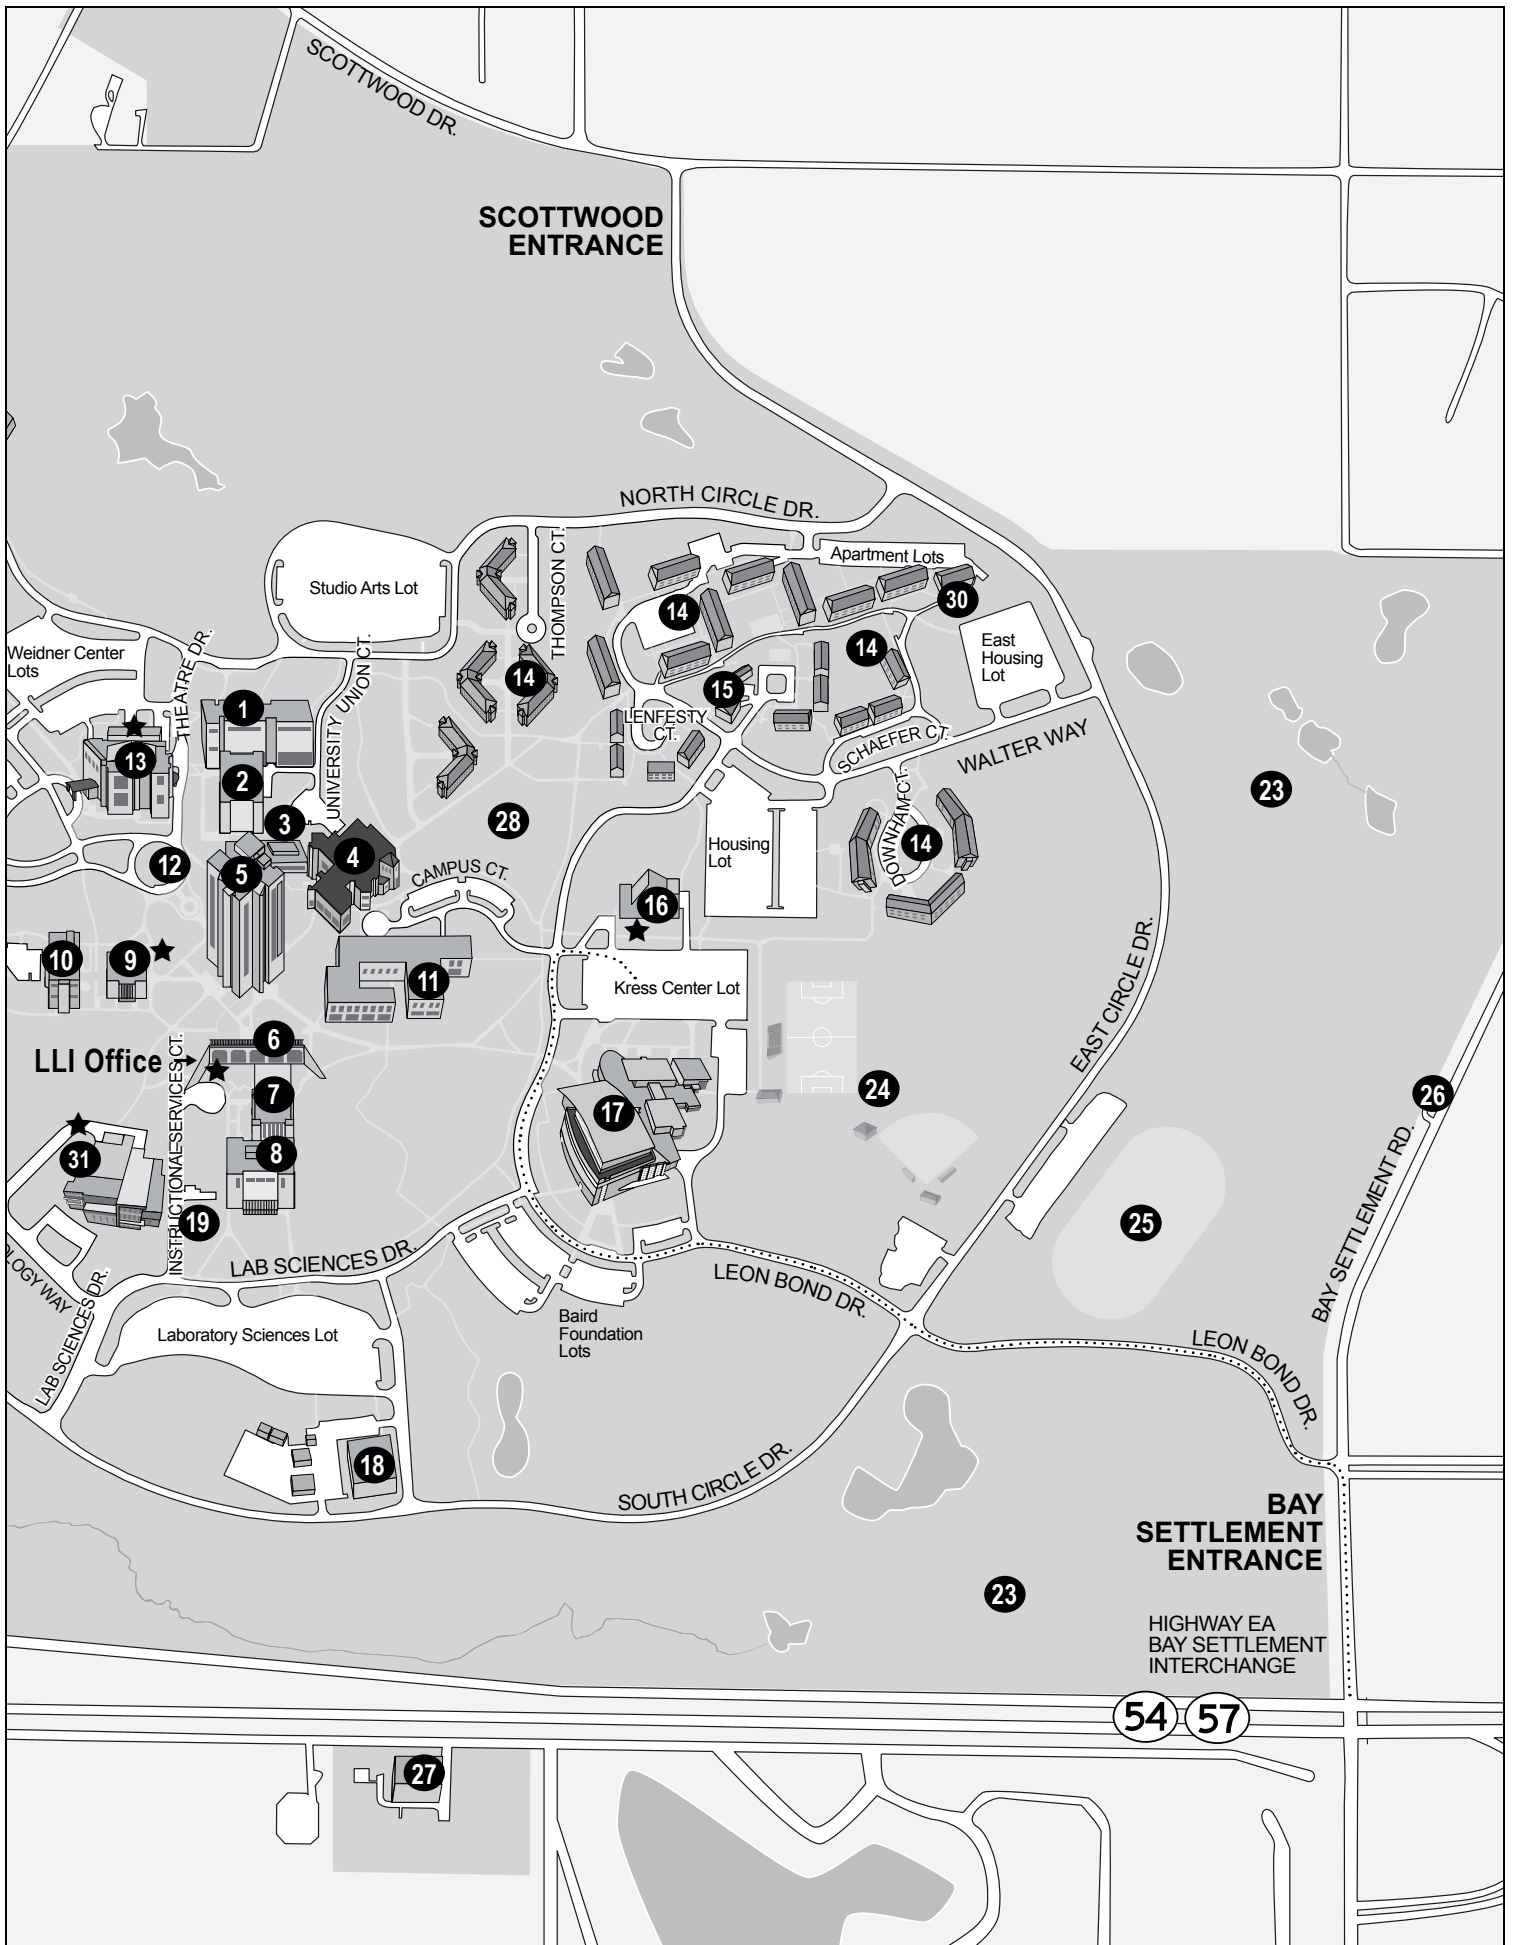 SCOTTWOOD DR.
SCOTTWOOD
ENTRANCE
NORTH CIRCLE DR.
THOMPSON CT.
Apartment Lots
Studio Arts Lot
30
14
UNIVERSITY UNION CT.
THEATRE DR.
Weidner Center
Lots
East
Housing
Lot
14
14
15
1
LENFESTY
CT.
SCHAEFER CT.
WALTER WAY
13
2
DOWNHAM CT.
23
3
28
4
Housing
Lot
14
12
5
CAMPUS CT.
16
10
9
11
Kress Center Lot
EAST CIRCLE DR.
6
LLI Office
INSTRUCTIONAL SERVICES CT.
7
17
24
26
31
8
19
25
BAY SETTLEMENT RD.
LAB SCIENCES DR.
LEON BOND DR.
OLOGY WAY
LAB SCIENCES DR.
Laboratory Sciences Lot
Baird
Foundation
Lots
LEON BOND DR.
18
SOUTH CIRCLE DR.
BAY
SETTLEMENT
ENTRANCE
23
HIGHWAY EA
BAY SETTLEMENT
INTERCHANGE
54 57
27